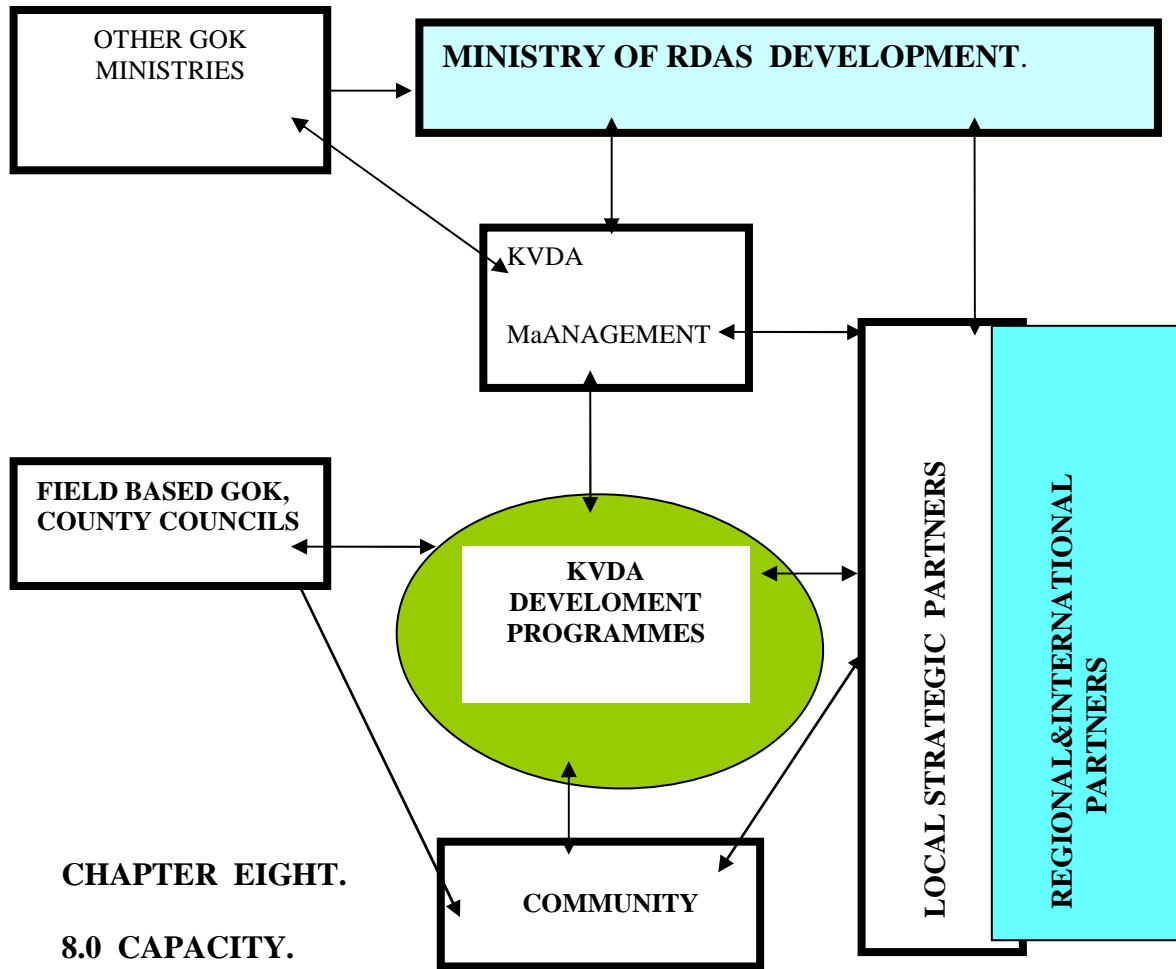 OTHER GOK
MINISTRIES
MINISTRY OF RDAS DEVELOPMENT.
KVDA
MaANAGEMENT
FIELD BASED GOK,
COUNTY COUNCILS
KVDA
DEVELOMENT
PROGRAMMES
LOCAL STRATEGIC PARTNERS
REGIONAL&INTERNATIONAL
PARTNERS
COMMUNITY
CHAPTER EIGHT.
8.0 CAPACITY.